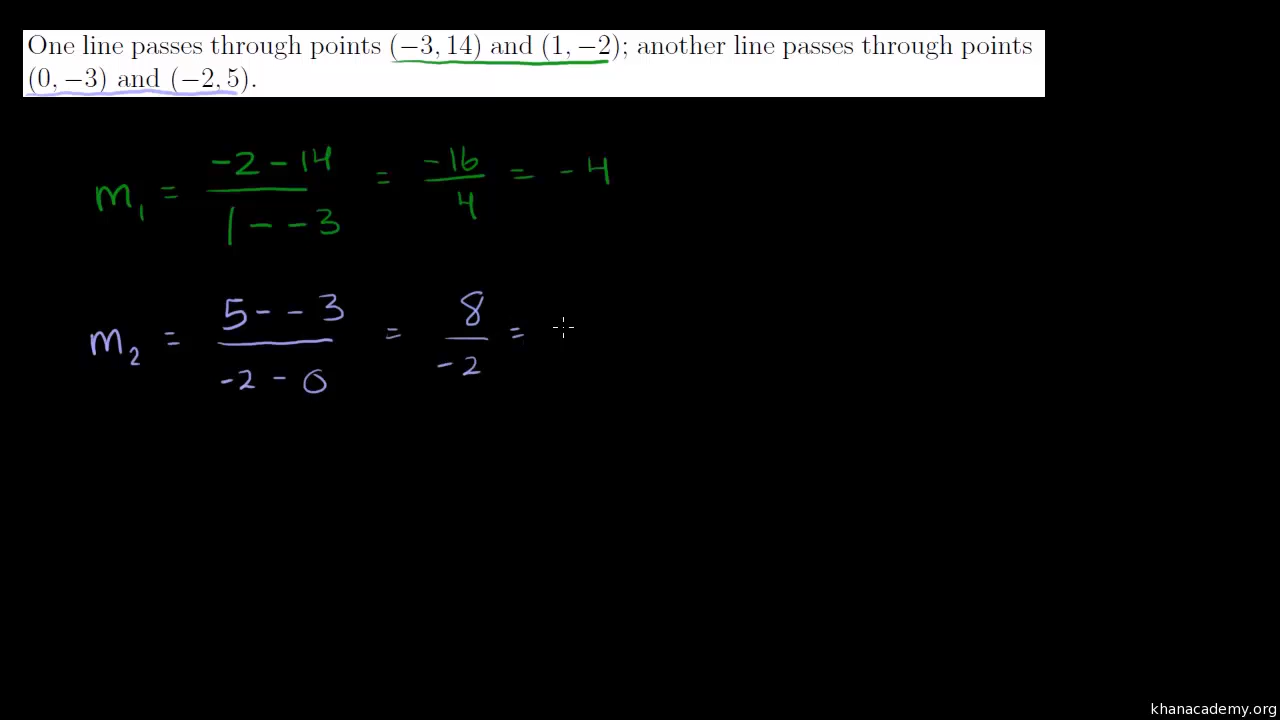 One line passes through points (−3, 14) and (1, −2); another line passes through points
(0, −3) and (−2, 5).
m₁ = (-2 - 14)/(1 - -3) = -16/4 = -4
m₂ = (5 - -3)/(-2 - 0) = 8/-2 =
khanacademy.org